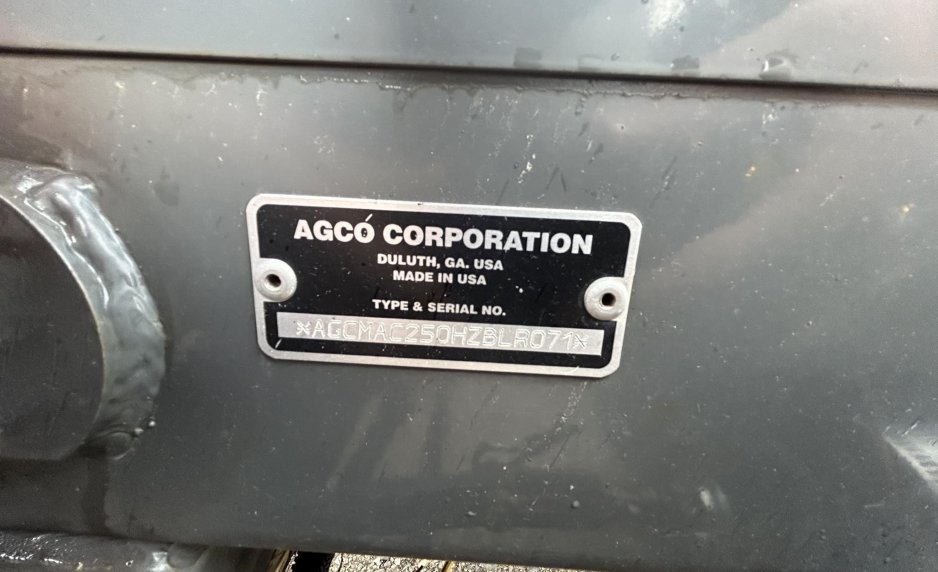 AGCO CORPORATION
DULUTH, GA. USA
MADE IN USA
TYPE & SERIAL NO.
*AGCMAC250HZBLR071*